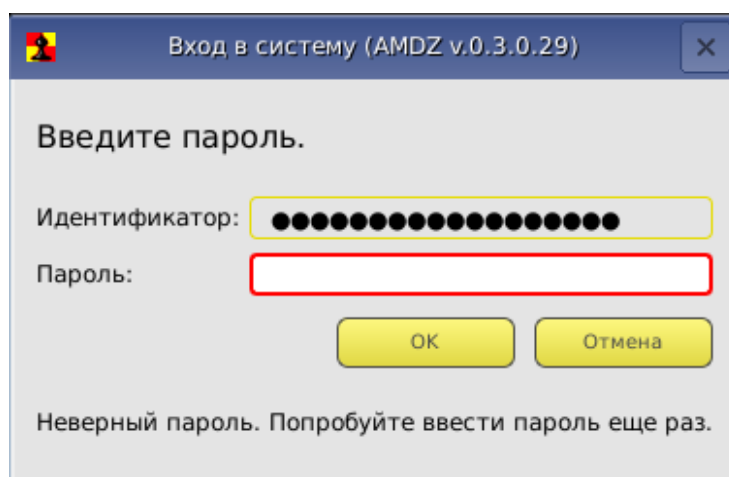 Вход в систему (AMDZ v.0.3.0.29)
Введите пароль.
Идентификатор: ●●●●●●●●●●●●●●●●●●
Пароль:
OK Отмена
Неверный пароль. Попробуйте ввести пароль еще раз.